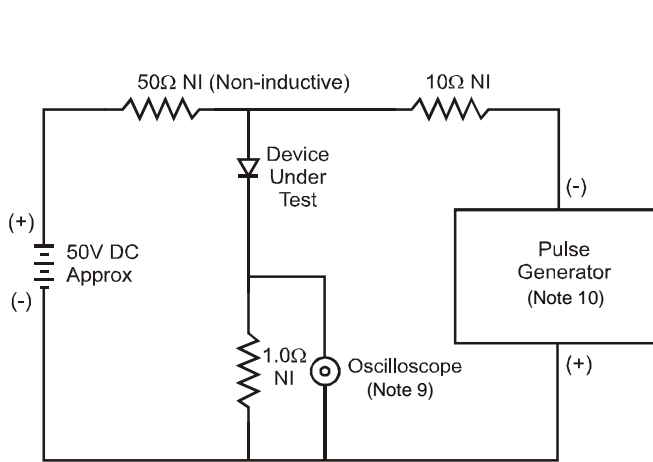 50Ω NI (Non-inductive)
10Ω NI
Device
Under
Test
(-)
(+)
50V DC
Approx
(-)
Pulse
Generator
(Note 10)
1.0Ω
NI
Oscilloscope
(Note 9)
(+)